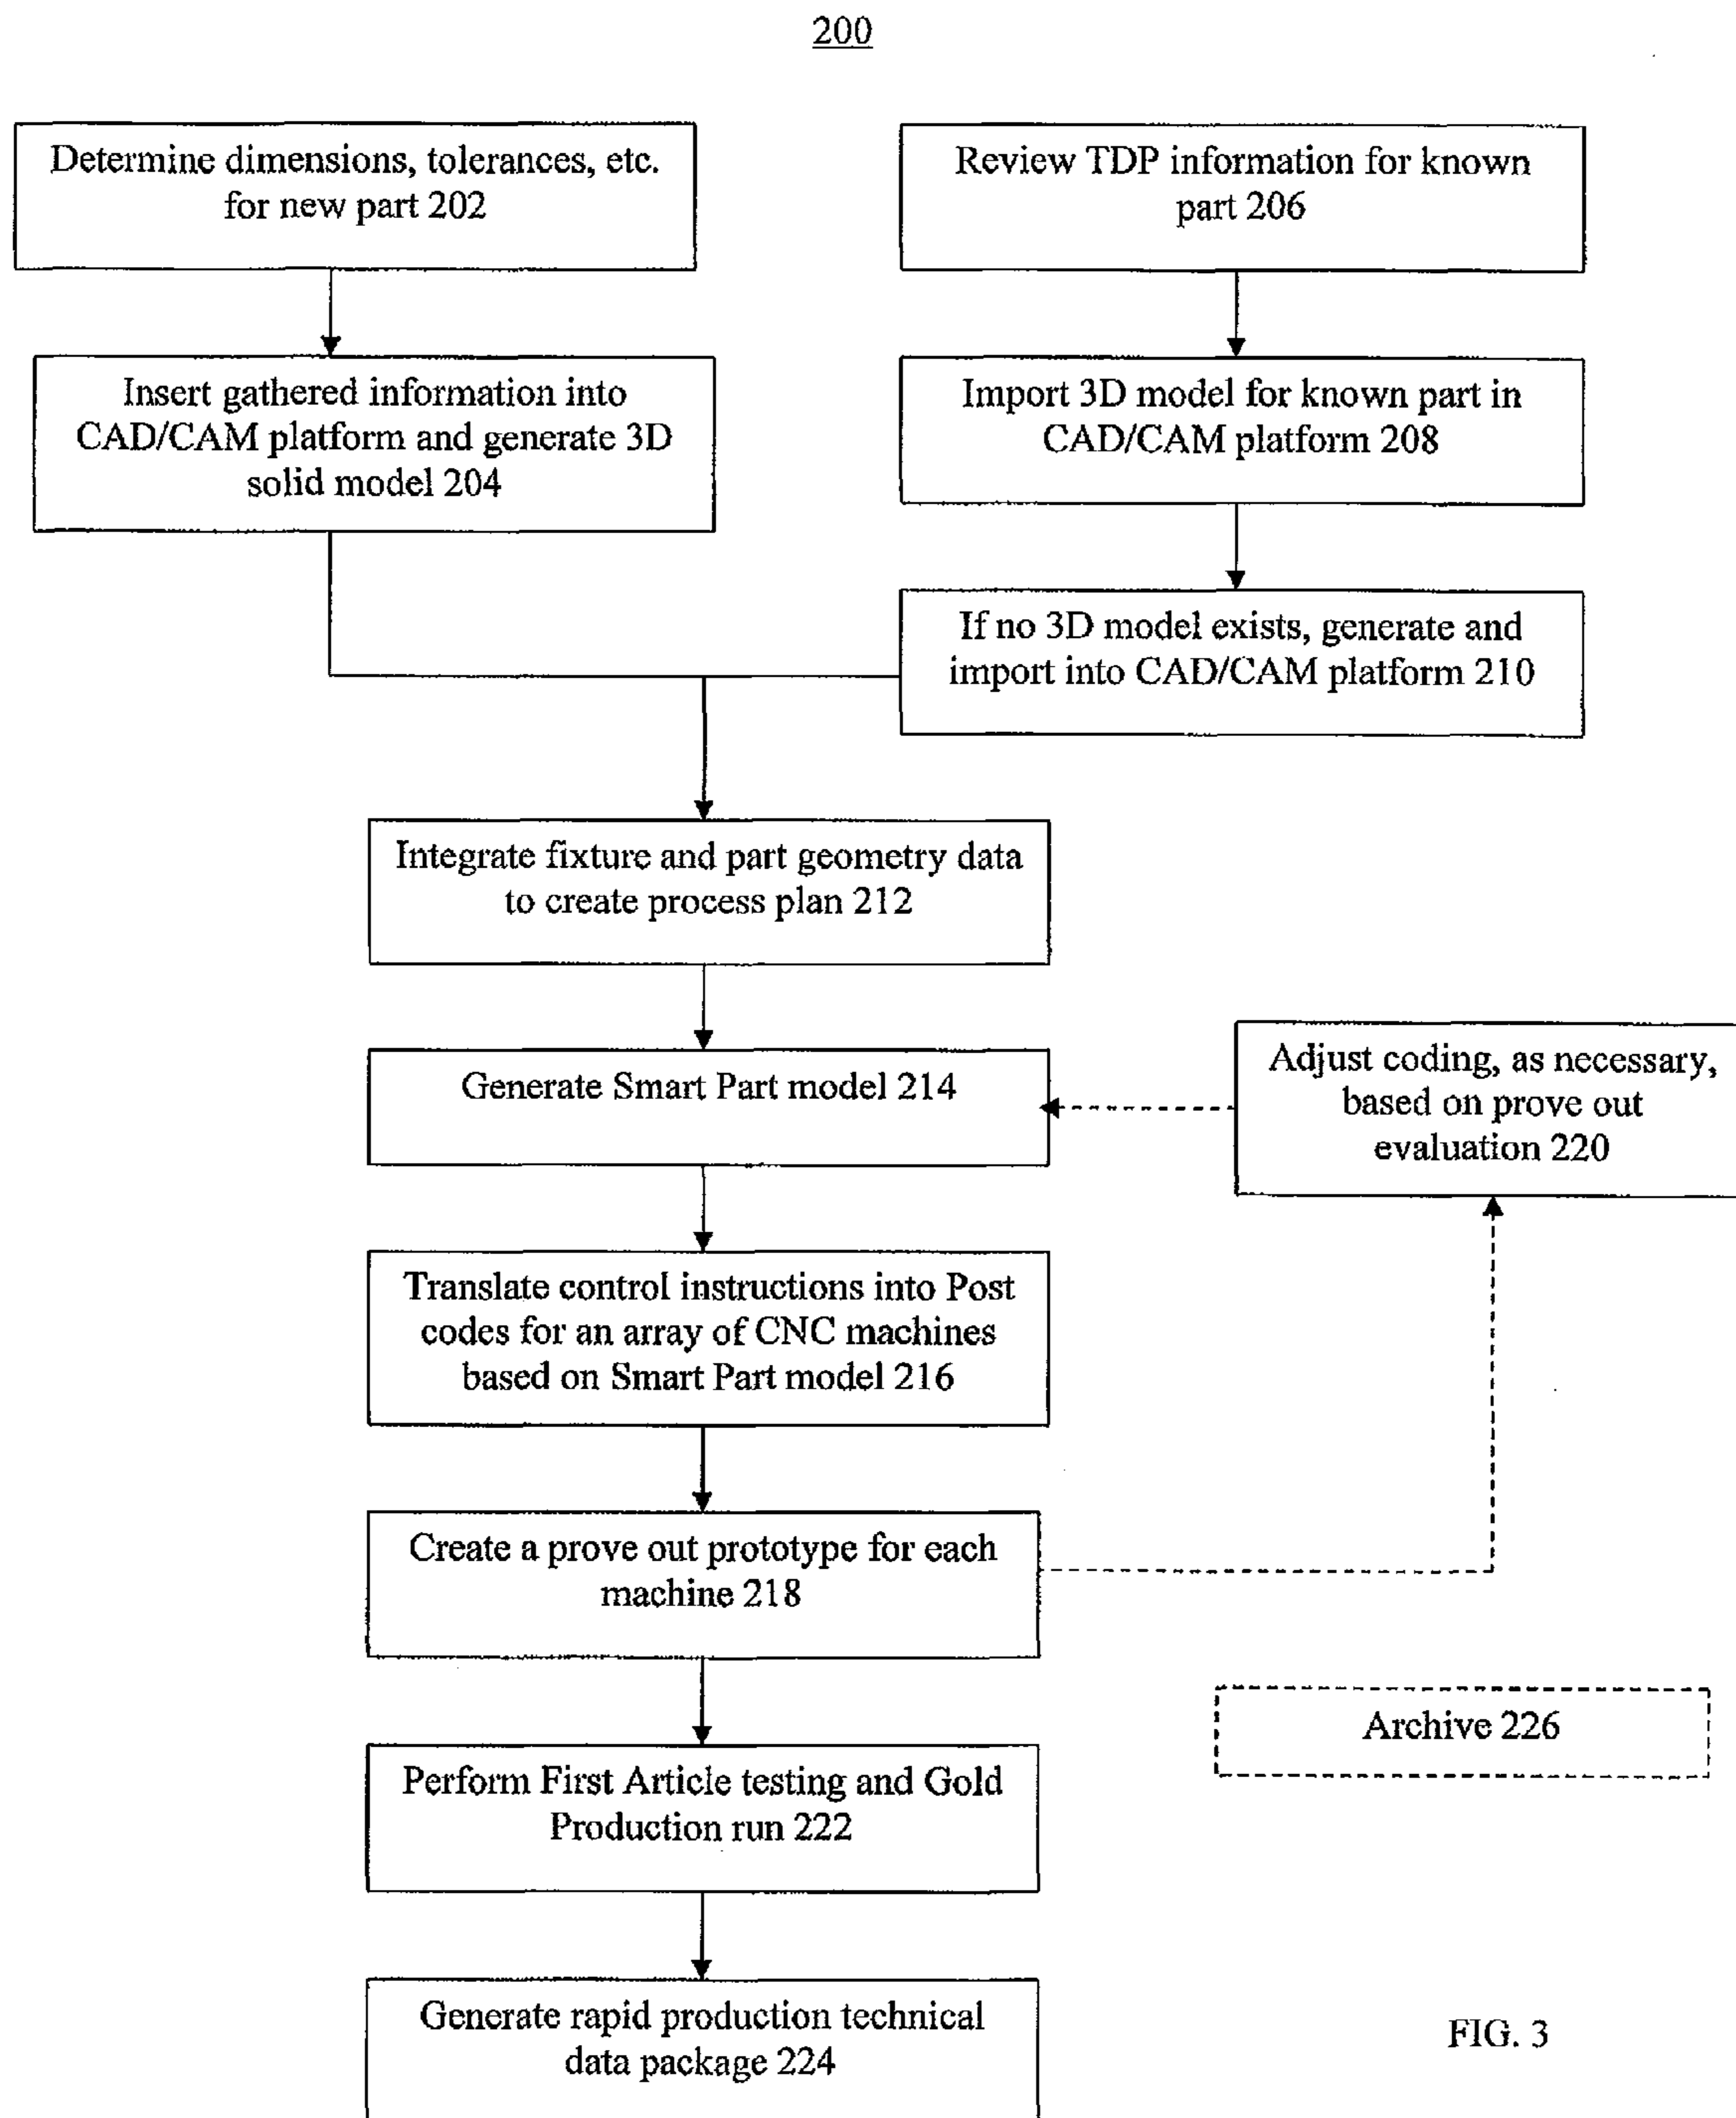 200
Determine dimensions, tolerances, etc.
for new part 202
Review TDP information for known
part 206
Insert gathered information into
CAD/CAM platform and generate 3D
solid model 204
Import 3D model for known part in
CAD/CAM platform 208
If no 3D model exists, generate and
import into CAD/CAM platform 210
Integrate fixture and part geometry data
to create process plan 212
Generate Smart Part model 214
Adjust coding, as necessary,
based on prove out
evaluation 220
Translate control instructions into Post
codes for an array of CNC machines
based on Smart Part model 216
Create a prove out prototype for each
machine 218
Archive 226
Perform First Article testing and Gold
Production run 222
Generate rapid production technical
data package 224
FIG. 3